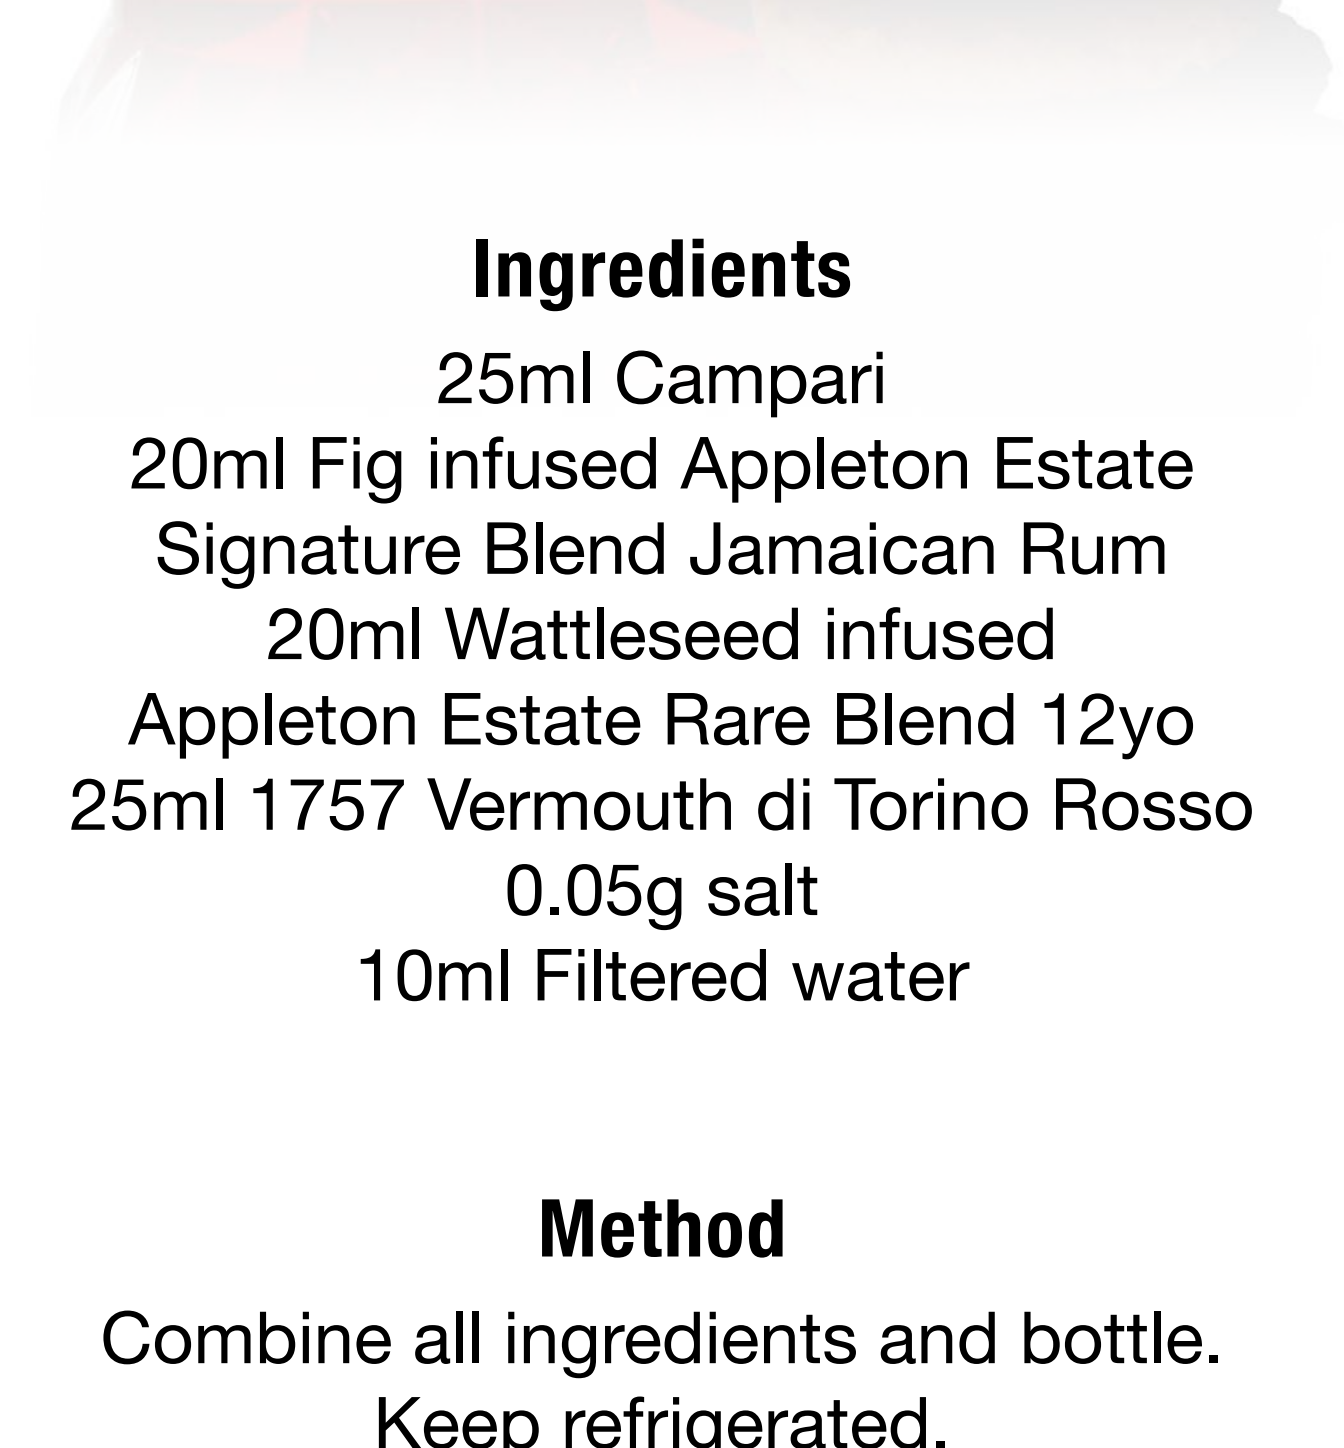 Ingredients
25ml Campari
20ml Fig infused Appleton Estate
Signature Blend Jamaican Rum
20ml Wattleseed infused
Appleton Estate Rare Blend 12yo
25ml 1757 Vermouth di Torino Rosso
0.05g salt
10ml Filtered water
Method
Combine all ingredients and bottle.
Keep refrigerated.